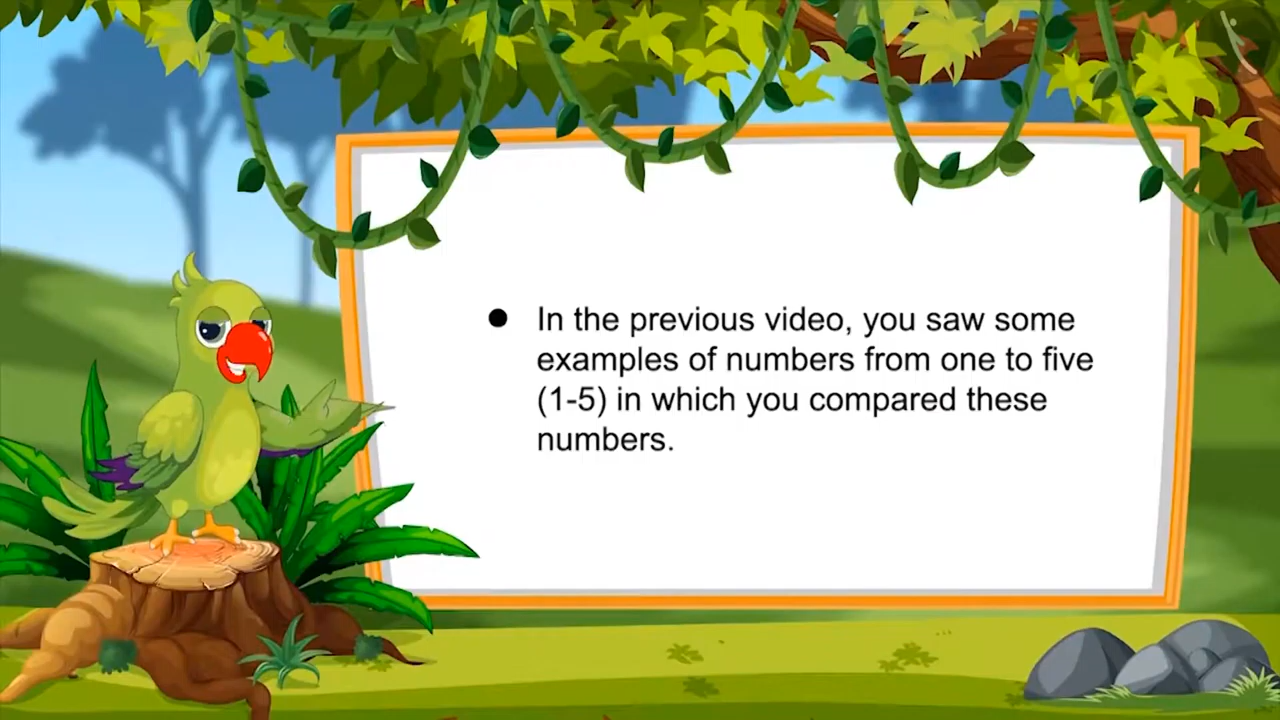 ● In the previous video, you saw some
examples of numbers from one to five
(1-5) in which you compared these
numbers.